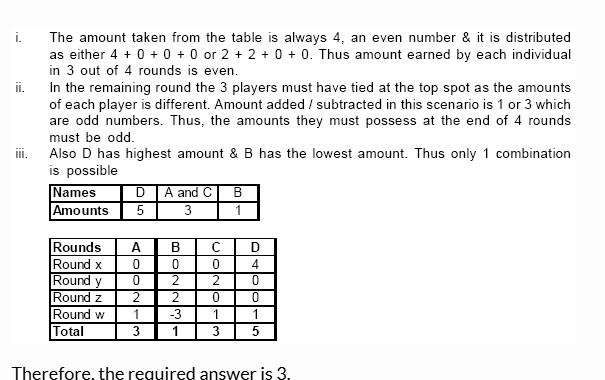 i. The amount taken from the table is always 4, an even number & it is distributed
as either 4 + 0 + 0 + 0 or 2 + 2 + 0 + 0. Thus amount earned by each individual
in 3 out of 4 rounds is even.
ii. In the remaining round the 3 players must have tied at the top spot as the amounts
of each player is different. Amount added / subtracted in this scenario is 1 or 3 which
are odd numbers. Thus, the amounts they must possess at the end of 4 rounds
must be odd.
iii. Also D has highest amount & B has the lowest amount. Thus only 1 combination
is possible
Names D A and C B
Amounts 5 3 1
Rounds A B C D
Round x 0 0 0 4
Round y 0 2 2 0
Round z 2 2 0 0
Round w 1 -3 1 1
Total 3 1 3 5
Therefore, the required answer is 3.